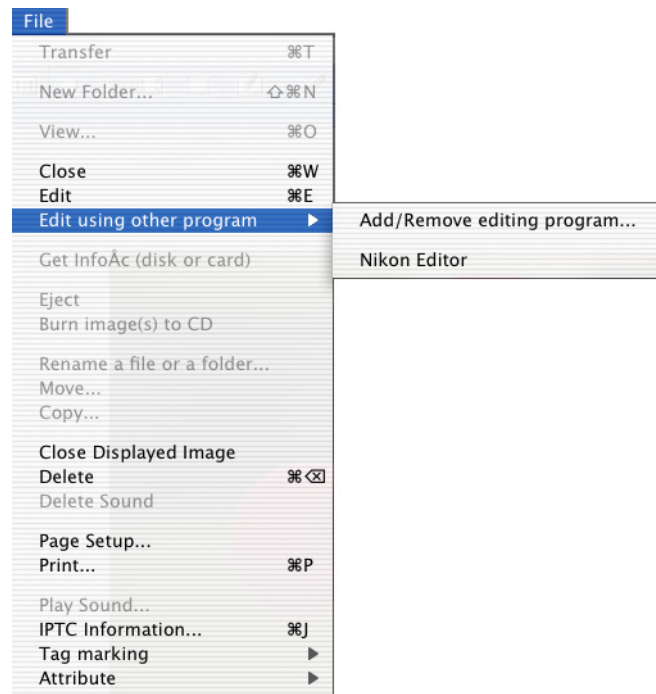 File
Transfer ⌘T
New Folder... ⇧⌘N
View... ⌘O
Close ⌘W
Edit ⌘E
Edit using other program ▶
Add/Remove editing program...
Nikon Editor
Get InfoÅc (disk or card)
Eject
Burn image(s) to CD
Rename a file or a folder...
Move...
Copy...
Close Displayed Image
Delete ⌘⌫
Delete Sound
Page Setup...
Print... ⌘P
Play Sound...
IPTC Information... ⌘J
Tag marking ▶
Attribute ▶